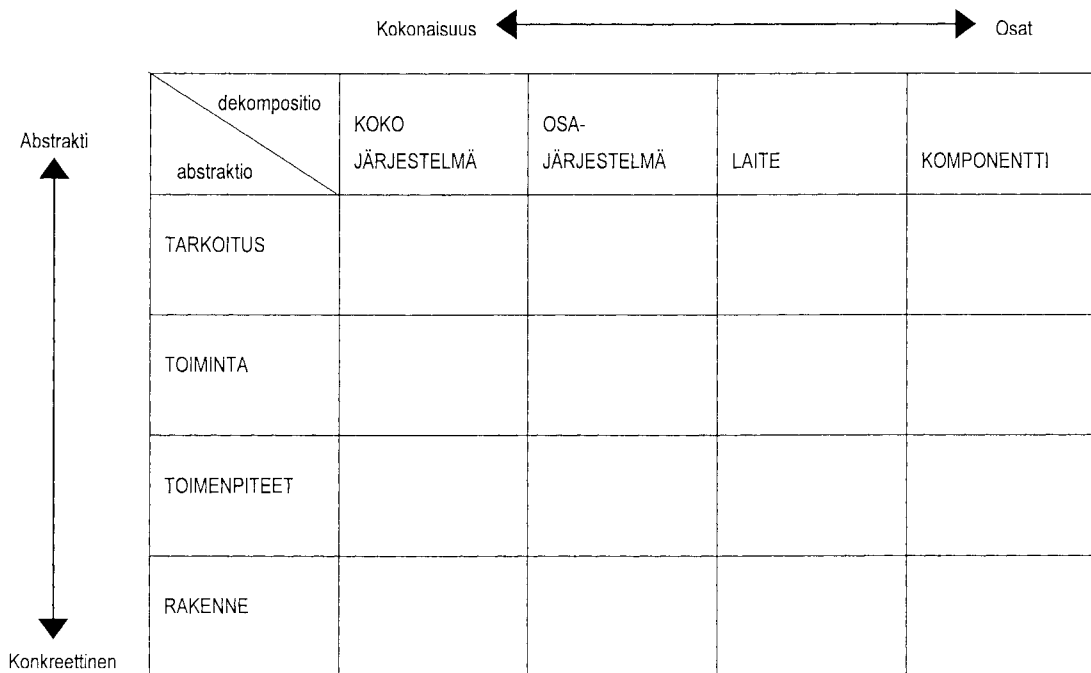 Kokonaisuus
Osat
dekompositio
abstraktio
KOKO
JÄRJESTELMÄ
OSA-
JÄRJESTELMÄ
LAITE
KOMPONENTTI
Abstrakti
TARKOITUS
TOIMINTA
TOIMENPITEET
RAKENNE
Konkreettinen